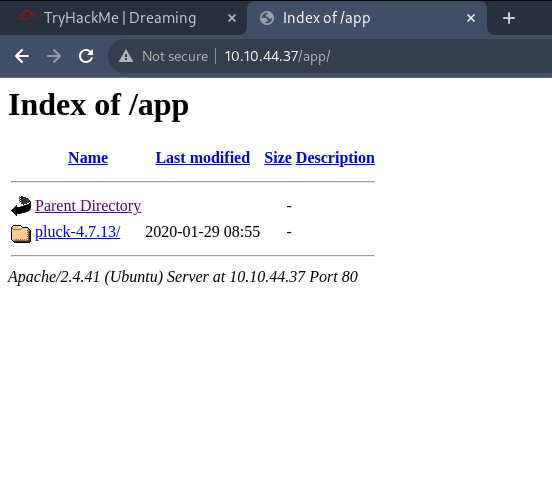 TryHackMe | Dreaming × Index of /app × +
Not secure | 10.10.44.37/app/
Index of /app
Name Last modified Size Description
Parent Directory -
pluck-4.7.13/ 2020-01-29 08:55 -
Apache/2.4.41 (Ubuntu) Server at 10.10.44.37 Port 80